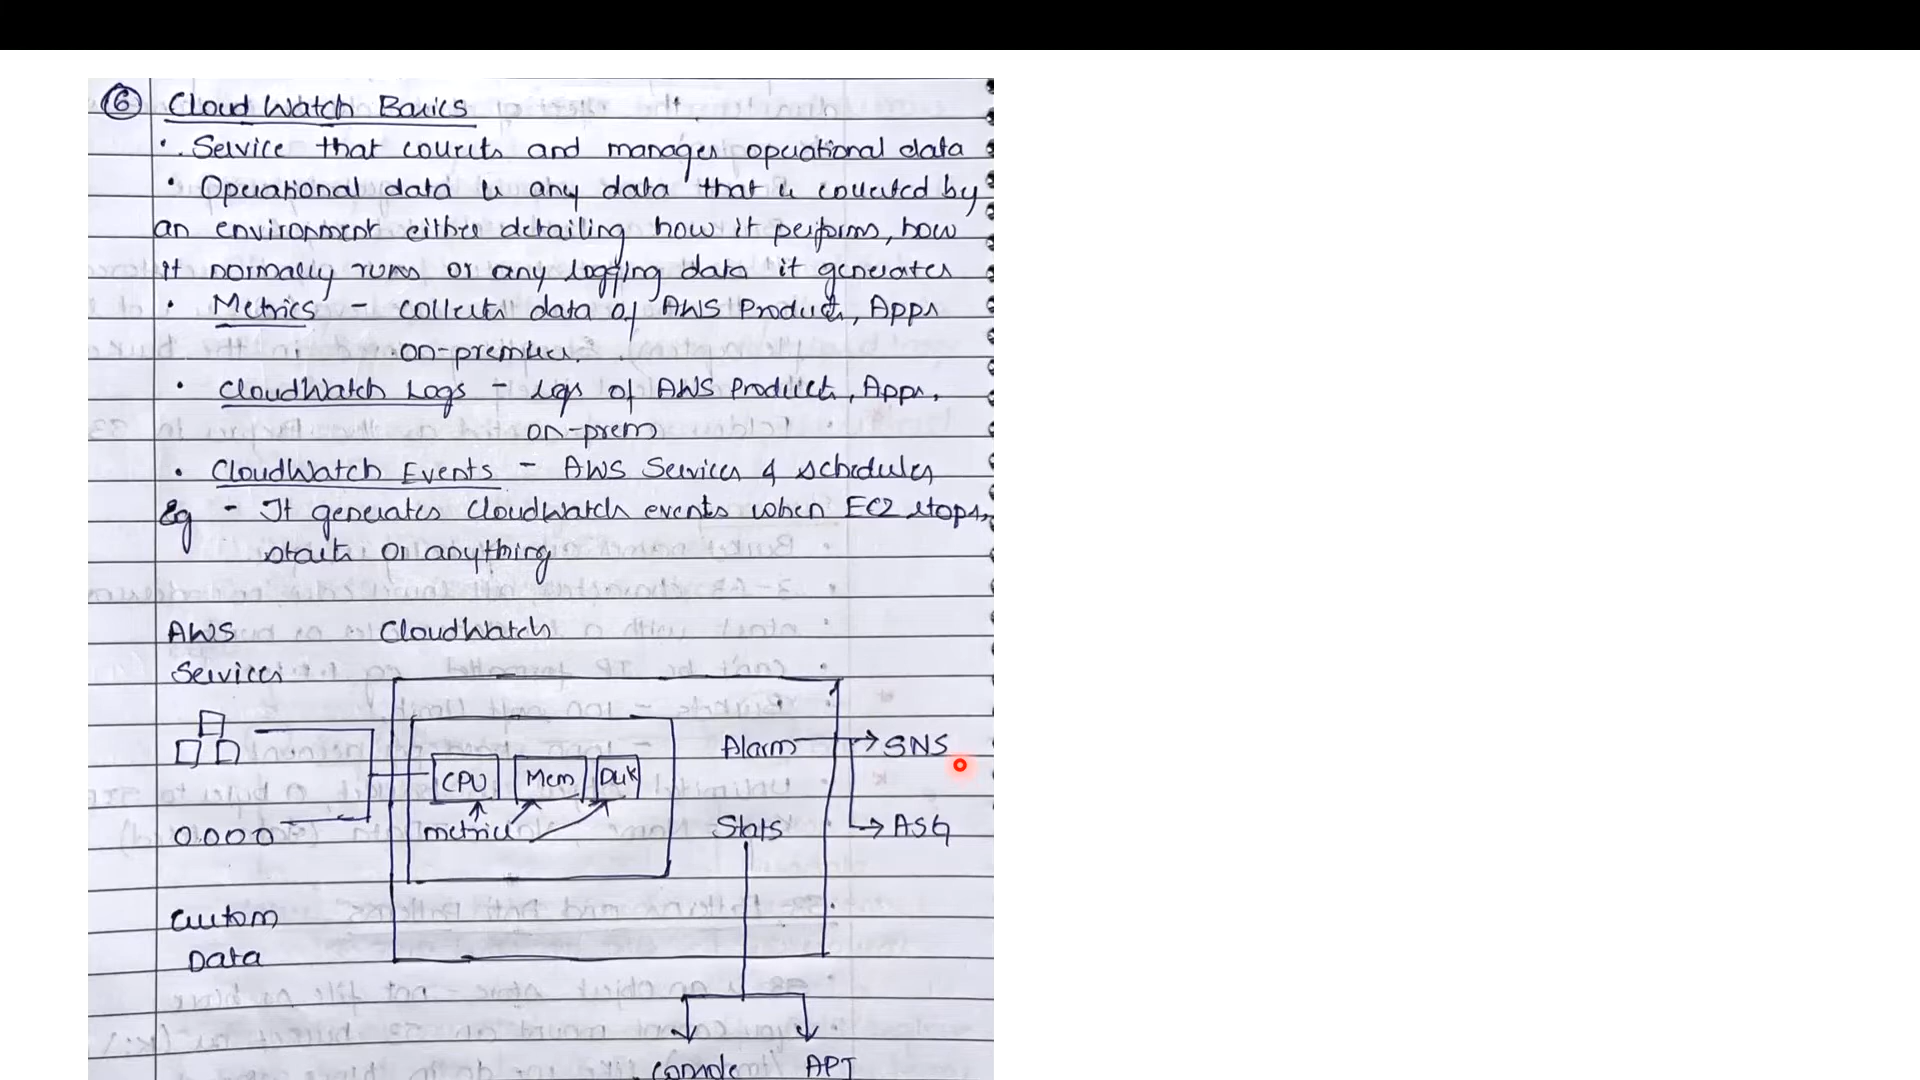 6 Cloud Watch Basics
· Service that collects and manages operational data
· Operational data is any data that is collected by
an environment either detailing how it performs, how
it normally runs or any logging data it generates
· Metrics - collects data of AWS Products, Apps
on-premises.
· CloudWatch Logs - Logs of AWS Products, Apps,
on-prem
· CloudWatch Events - AWS Services & schedules
Eg - It generates Cloudwatch events when EC2 stops,
starts or anything
AWS CloudWatch
Services
Alarm → SNS
CPU Mem Disk
metrics
0.000 Stats → ASG
Custom
Data
Console API